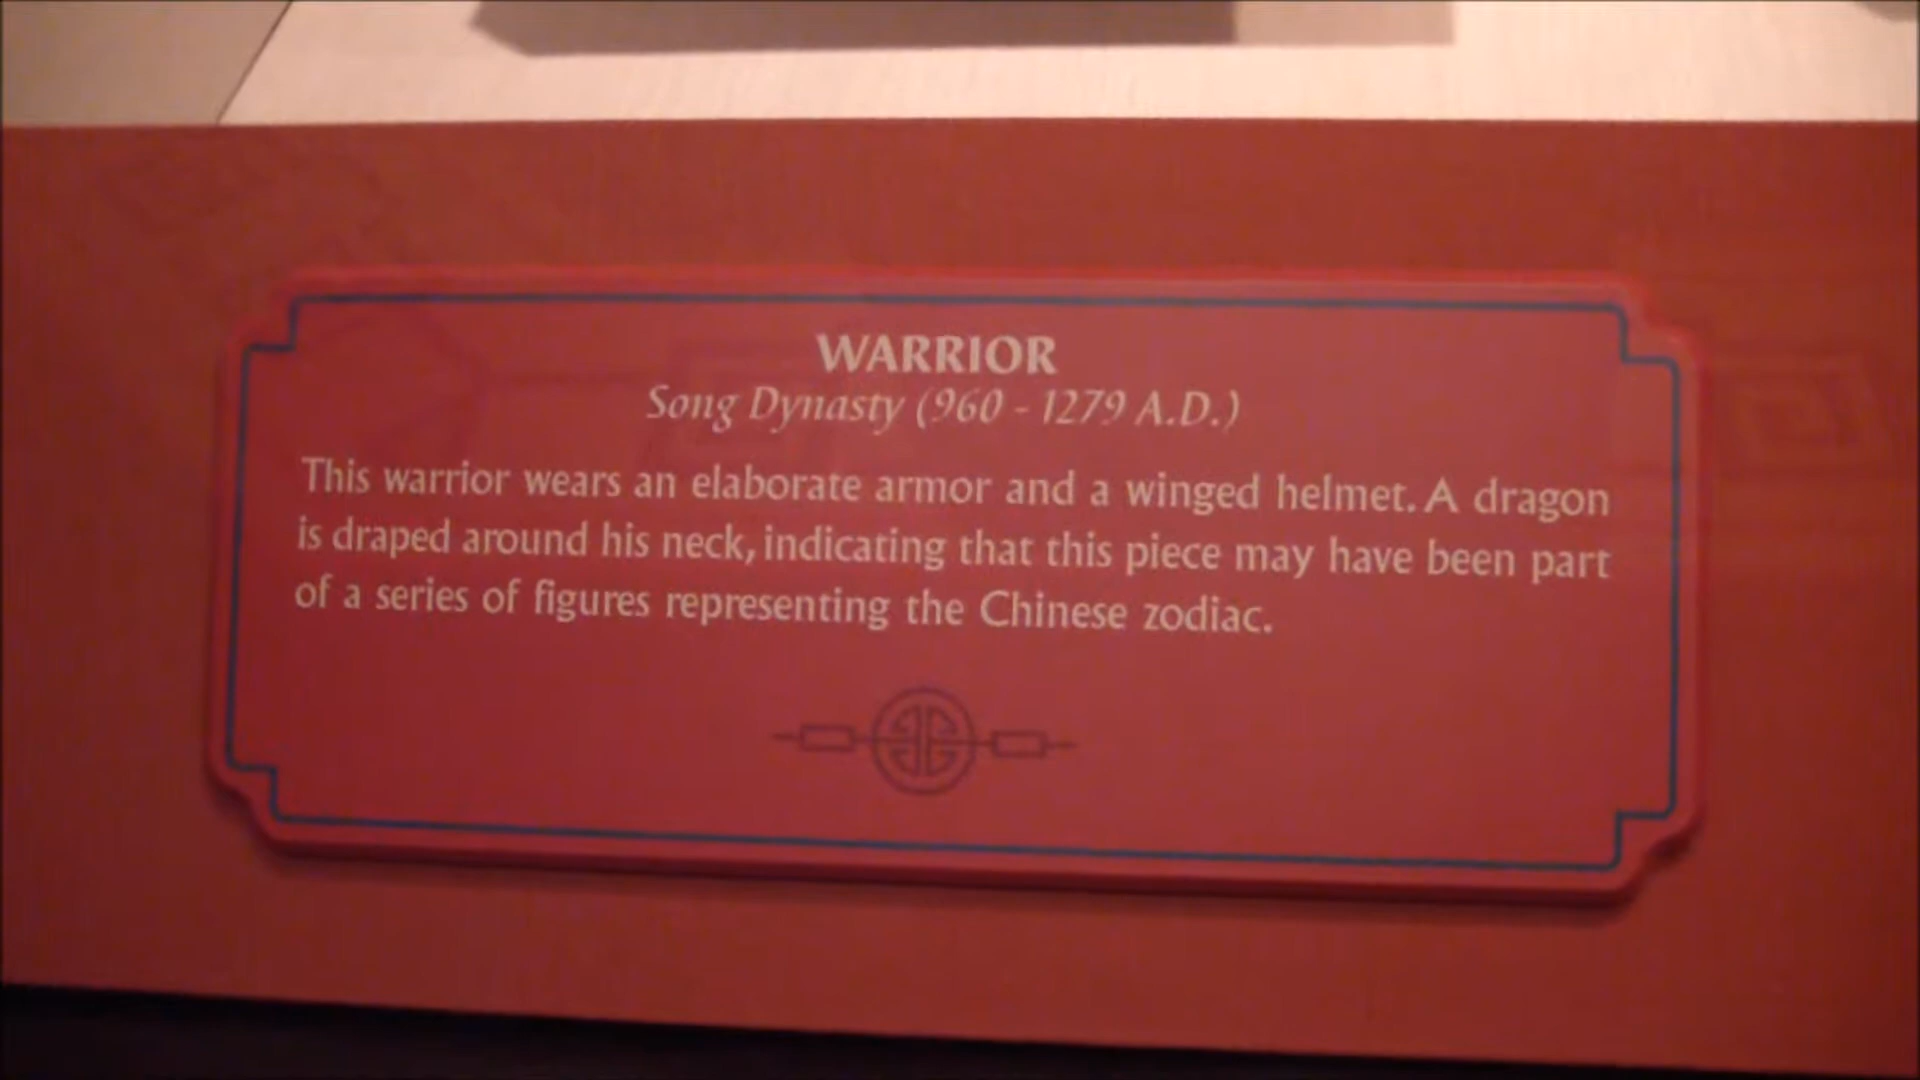 WARRIOR
Song Dynasty (960 - 1279 A.D.)
This warrior wears an elaborate armor and a winged helmet. A dragon
is draped around his neck, indicating that this piece may have been part
of a series of figures representing the Chinese zodiac.